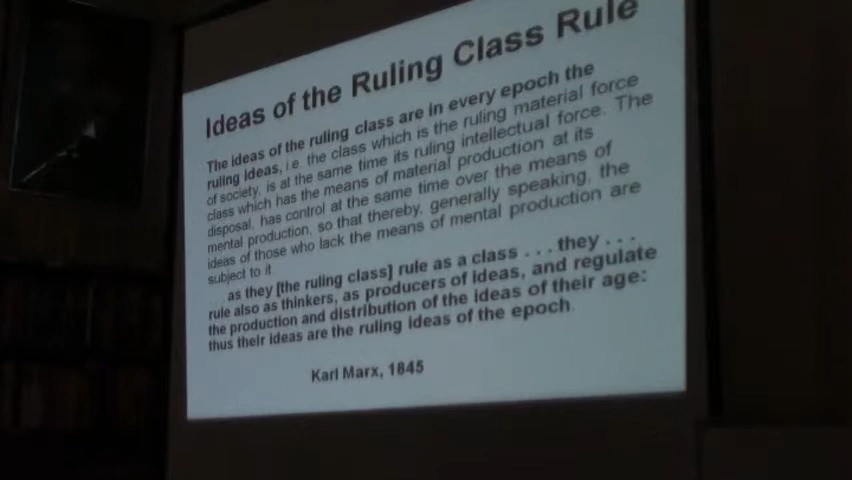 Ideas of the Ruling Class Rule
The ideas of the ruling class are in every epoch the
ruling ideas, i.e. the class which is the ruling material force
of society, is at the same time its ruling intellectual force. The
class which has the means of material production at its
disposal, has control at the same time over the means of
mental production, so that thereby, generally speaking, the
ideas of those who lack the means of mental production are
subject to it.
as they [the ruling class] rule as a class . . . they . . .
rule also as thinkers, as producers of ideas, and regulate
the production and distribution of the ideas of their age:
thus their ideas are the ruling ideas of the epoch
Karl Marx, 1845